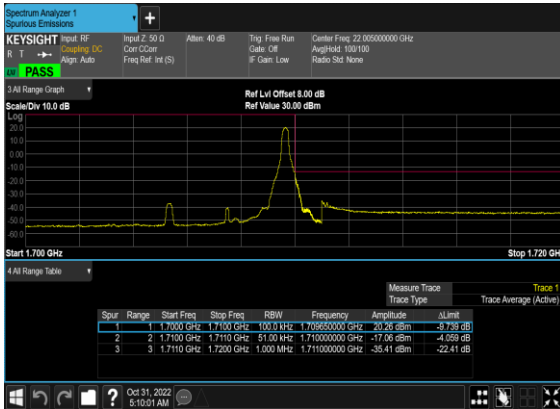 Spectrum Analyzer 1
Spurious Emissions
+
KEYSIGHT
R T
LXI PASS
Input: RF
Coupling: DC
Align: Auto
Input Z: 50 Ω
Corr CCorr
Freq Ref: Int (S)
Atten: 40 dB
Trig: Free Run
Gate: Off
IF Gain: Low
Center Freq: 22.005000000 GHz
Avg|Hold: 100/100
Radio Std: None
3 All Range Graph
Scale/Div 10.0 dB
Ref Lvl Offset 8.00 dB
Ref Value 30.00 dBm
Log
20.0
10.0
0.00
-10.0
-20.0
-30.0
-40.0
-50.0
-60.0
Start 1.700 GHz
Stop 1.720 GH
4 All Range Table
Measure Trace Trace 1
Trace Type Trace Average (Active)
Spur Range Start Freq Stop Freq RBW Frequency Amplitude ΔLimit
1 1 1.7000 GHz 1.7100 GHz 100.0 kHz 1.709650000 GHz 20.26 dBm -9.739 dB
2 2 1.7100 GHz 1.7110 GHz 51.00 kHz 1.710000000 GHz -17.06 dBm -4.059 dB
3 3 1.7110 GHz 1.7200 GHz 1.000 MHz 1.711000000 GHz -35.41 dBm -22.41 dB
?
Oct 31, 2022
5:10:01 AM